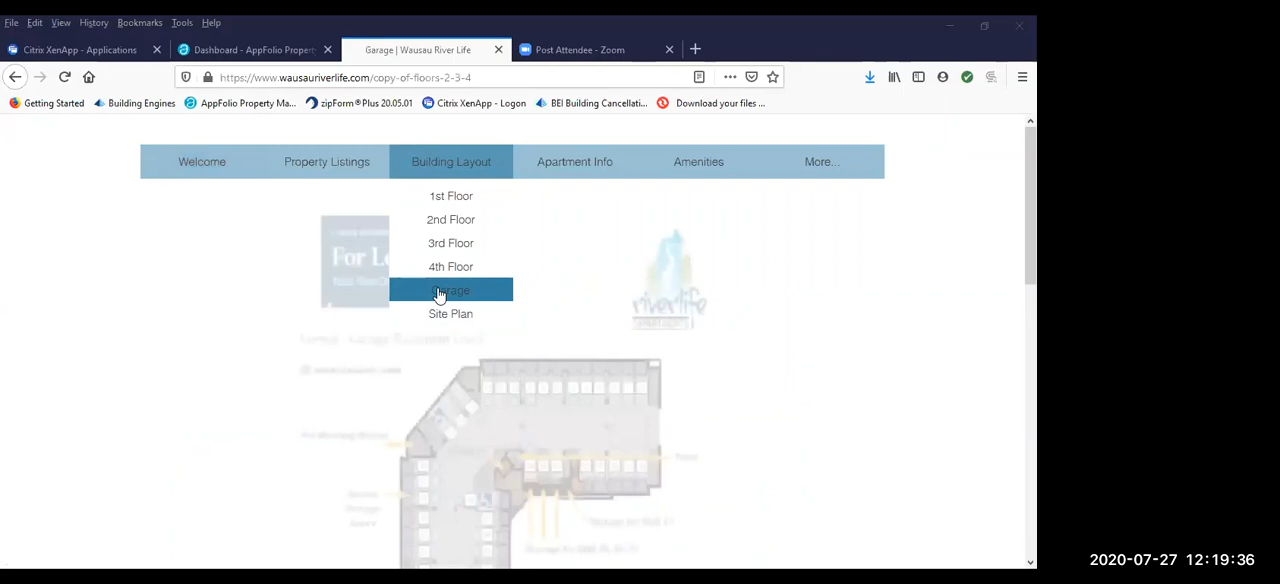 File Edit View History Bookmarks Tools Help
Citrix XenApp - Applications Dashboard - AppFolio Propert Garage | Wausau River Life Post Attendee - Zoom
https://www.wausauriverlife.com/copy-of-floors-2-3-4
Getting Started Building Engines AppFolio Property Ma... zipForm®Plus 20.05.01 Citrix XenApp - Logon BEI Building Cancellati... Download your files ...
Welcome Property Listings Building Layout Apartment Info Amenities More...
1st Floor
2nd Floor
3rd Floor
4th Floor
Garage
Site Plan
For Le
riverlife
2020-07-27 12:19:36